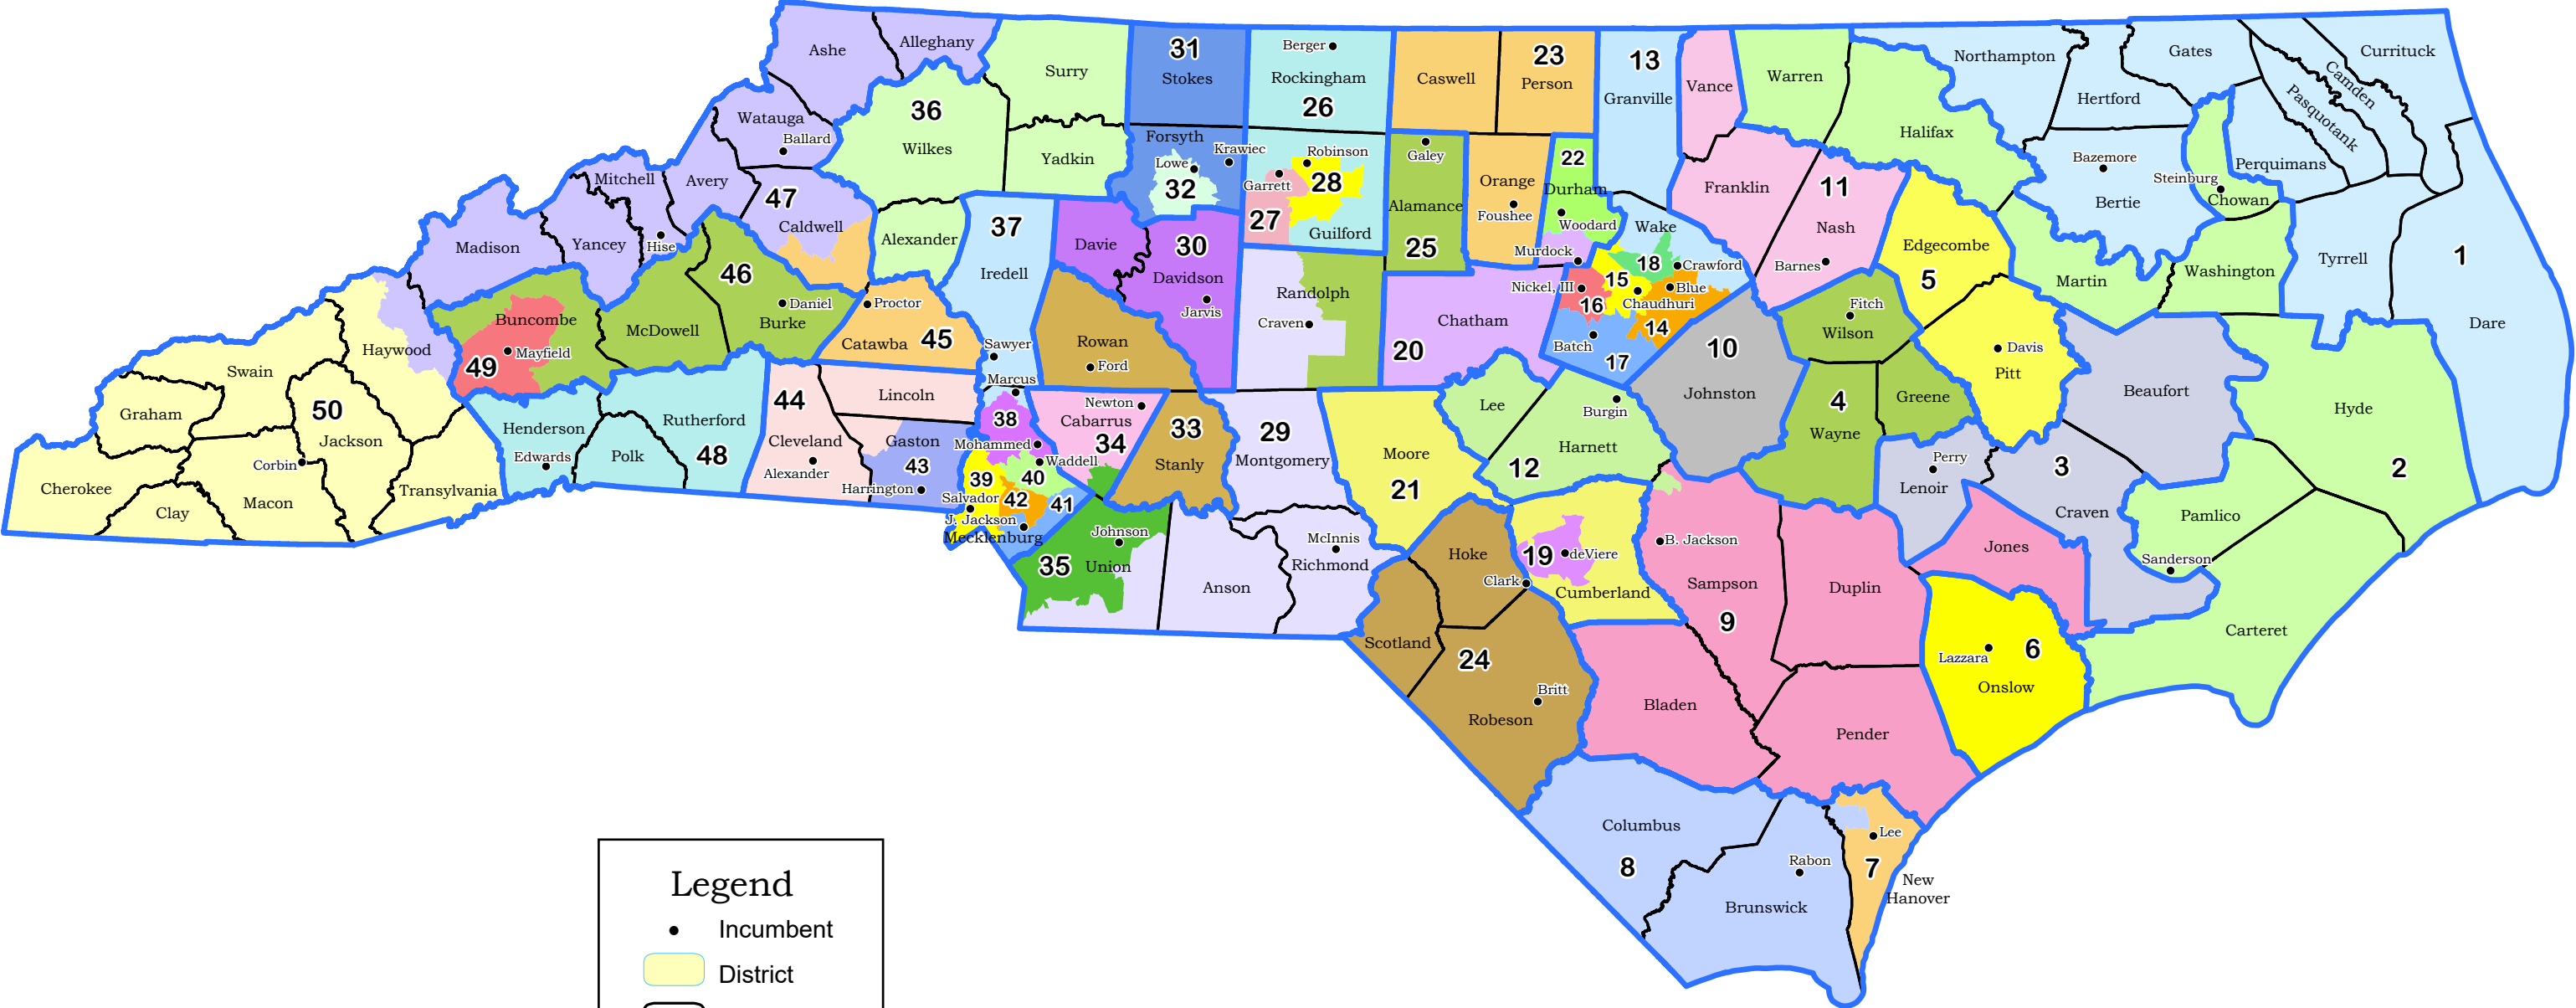 Ashe
Alleghany
Surry
31
Stokes
Berger
Rockingham
26
Caswell
23
Person
13
Granville
Vance
Warren
Northampton
Gates
Currituck
Camden
Pasquotank
Hertford
Halifax
Watauga
Ballard
36
Wilkes
Yadkin
Forsyth
Krawiec
Lowe
32
Robinson
Garrett
28
27
Guilford
Galey
Alamance
25
Orange
Foushee
22
Durham
Woodard
Murdock
Wake
Franklin
11
Nash
Barnes
Bazemore
Bertie
Steinburg
Chowan
Perquimans
Mitchell
Avery
47
Caldwell
Madison
Yancey
Hise
Alexander
37
Iredell
Davie
30
Davidson
Jarvis
Randolph
Craven
Chatham
20
Nickel, III
15
18
Crawford
16
Chaudhuri
Blue
14
Batch
17
Edgecombe
5
Martin
Washington
Tyrrell
1
Dare
46
Daniel
Burke
McDowell
Buncombe
49
Mayfield
Haywood
Swain
Graham
50
Jackson
Corbin
Cherokee
Clay
Macon
Transylvania
Proctor
Catawba
45
Sawyer
Marcus
Rowan
Ford
10
Johnston
Fitch
Wilson
Davis
Pitt
4
Wayne
Greene
Beaufort
Hyde
2
Henderson
Edwards
Polk
Rutherford
48
44
Cleveland
Alexander
Lincoln
Gaston
43
Harrington
38
Mohammed
Waddell
39
40
Salvador
42
41
J. Jackson
Mecklenburg
Newton
Cabarrus
34
33
Stanly
29
Montgomery
Moore
21
Lee
12
Burgin
Harnett
Perry
Lenoir
3
Craven
Pamlico
Sanderson
Carteret
Jones
35
Johnson
Union
Anson
McInnis
Richmond
Scotland
Hoke
Clark
19
deViere
Cumberland
B. Jackson
Sampson
9
Duplin
6
Lazzara
Onslow
24
Britt
Robeson
Bladen
Pender
Columbus
8
Rabon
Brunswick
Lee
7
New
Hanover
Legend
Incumbent
District